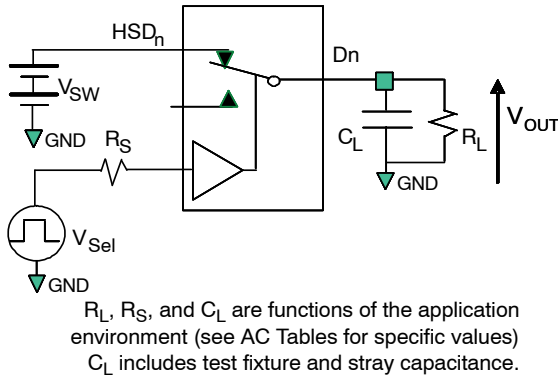 HSDn
Dn
VSW
GND
RS
CL
RL
VOUT
GND
VSel
GND
RL, RS, and CL are functions of the application
environment (see AC Tables for specific values)
CL includes test fixture and stray capacitance.